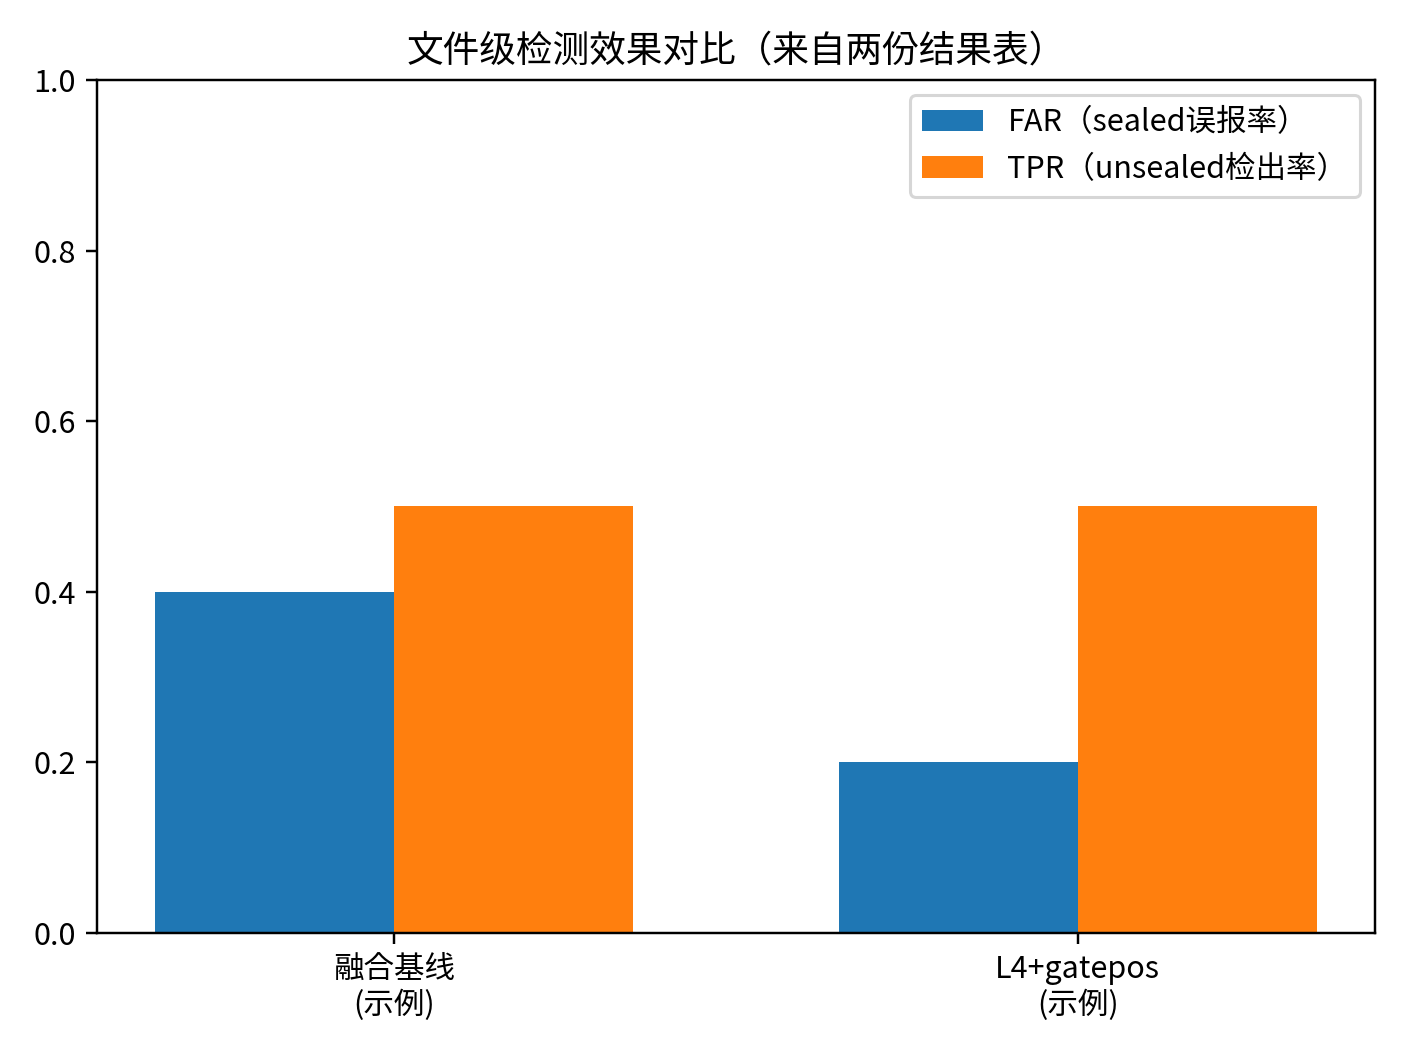 文件级检测效果对比（来自两份结果表）
1.0
0.8
0.6
0.4
0.2
0.0
FAR（sealed误报率）
TPR（unsealed检出率）
融合基线
(示例)
L4+gatepos
(示例)